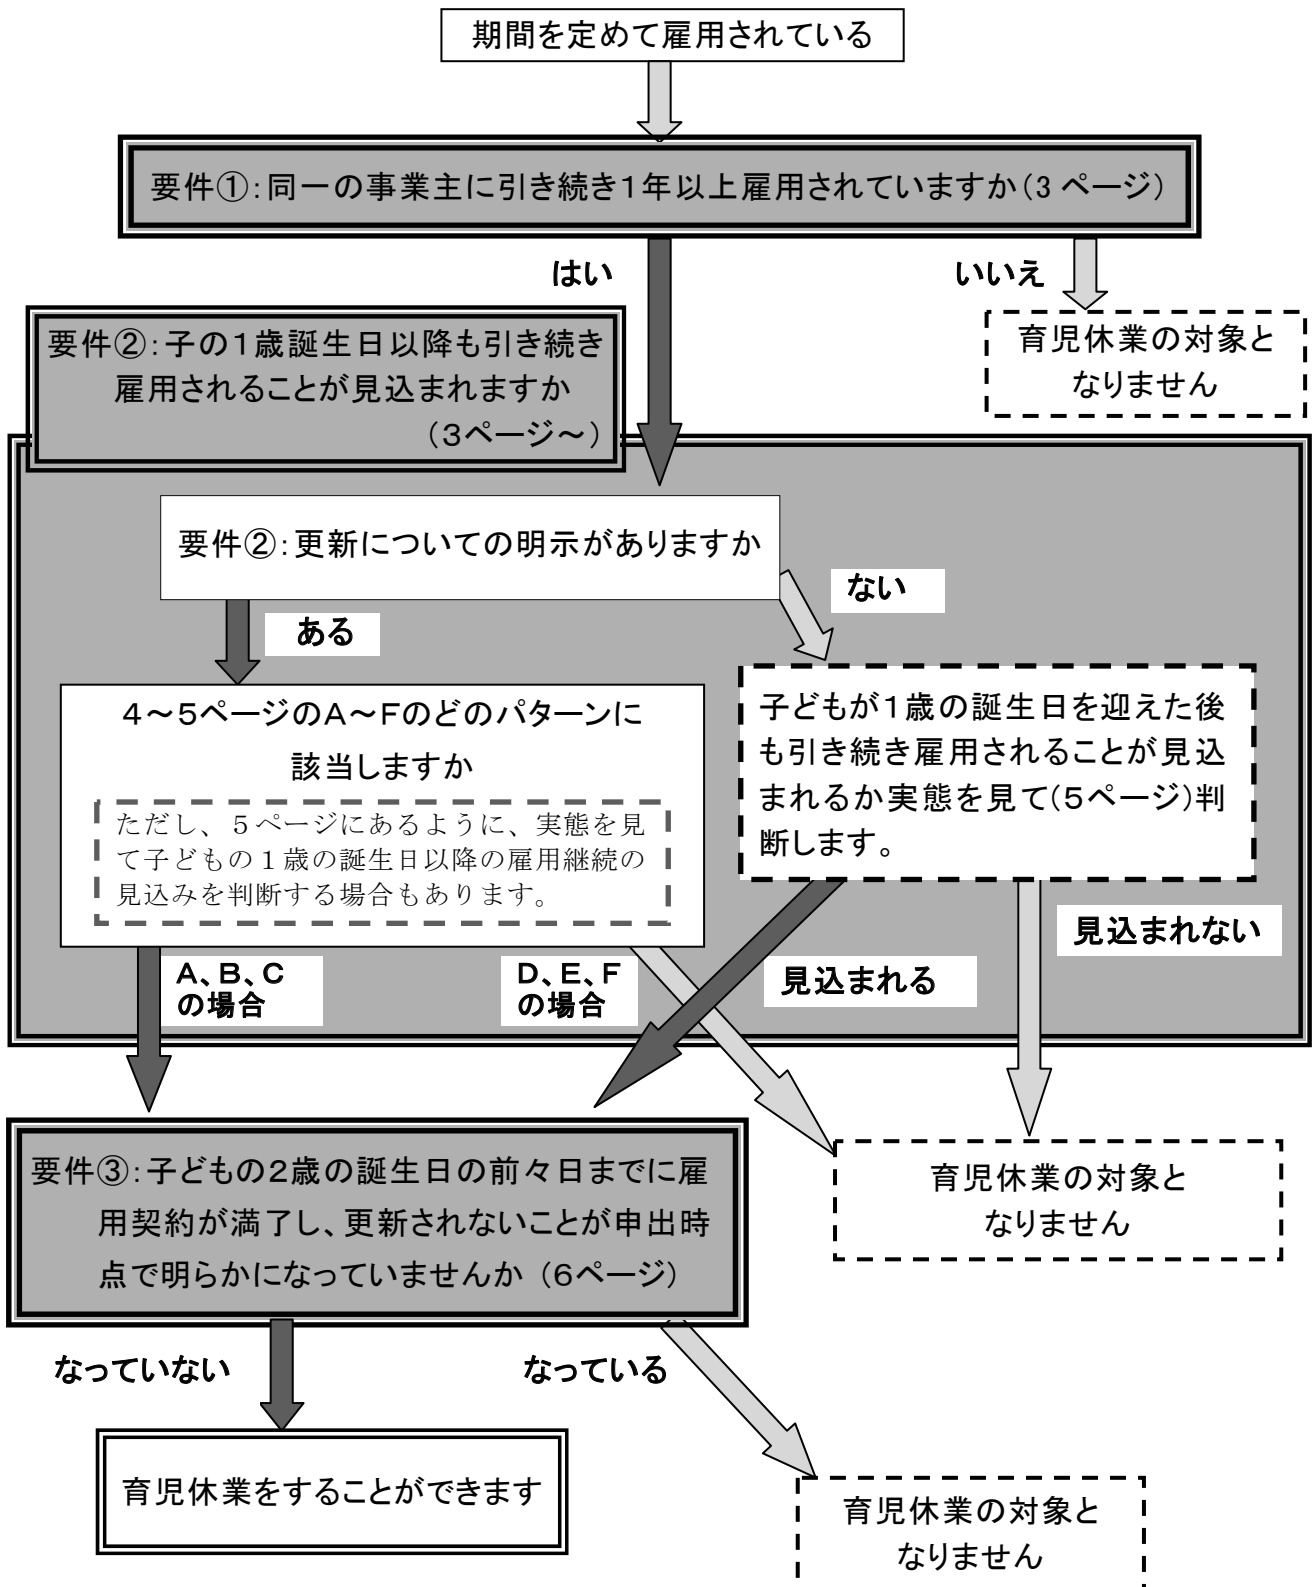 期間を定めて雇用されている
要件①:同一の事業主に引き続き1年以上雇用されていますか(3 ページ)
はい
いいえ
育児休業の対象と
なりません
要件②:子の1歳誕生日以降も引き続き
雇用されることが見込まれますか
(3ページ~)
要件②:更新についての明示がありますか
ない
ある
4~5ページのA~Fのどのパターンに
該当しますか
ただし、5ページにあるように、実態を見
て子どもの1歳の誕生日以降の雇用継続の
見込みを判断する場合もあります。
子どもが1歳の誕生日を迎えた後
も引き続き雇用されることが見込
まれるか実態を見て(5ページ)判
断します。
A、B、C
の場合
D、E、F
の場合
見込まれる
見込まれない
育児休業の対象と
なりません
要件③:子どもの2歳の誕生日の前々日までに雇
用契約が満了し、更新されないことが申出時
点で明らかになっていませんか (6ページ)
なっていない
なっている
育児休業をすることができます
育児休業の対象と
なりません